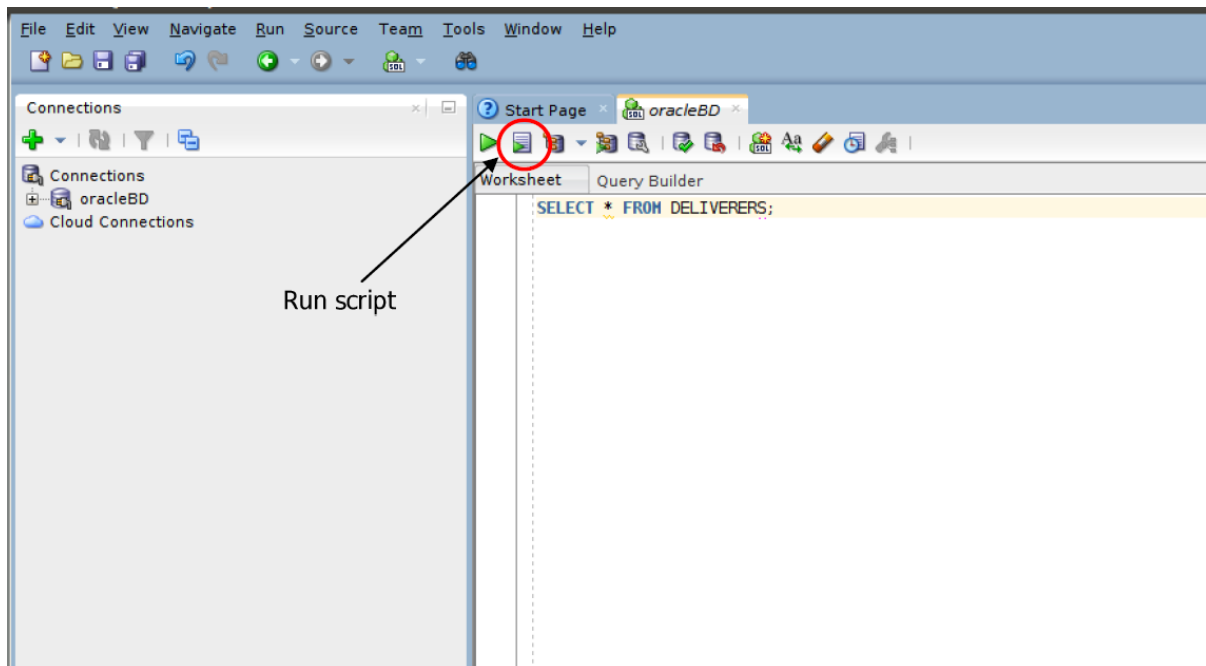 File Edit View Navigate Run Source Team Tools Window Help
Connections
Start Page
oracleBD
Worksheet
Query Builder
Connections
oracleBD
Cloud Connections
SELECT * FROM DELIVERERS;
Run script